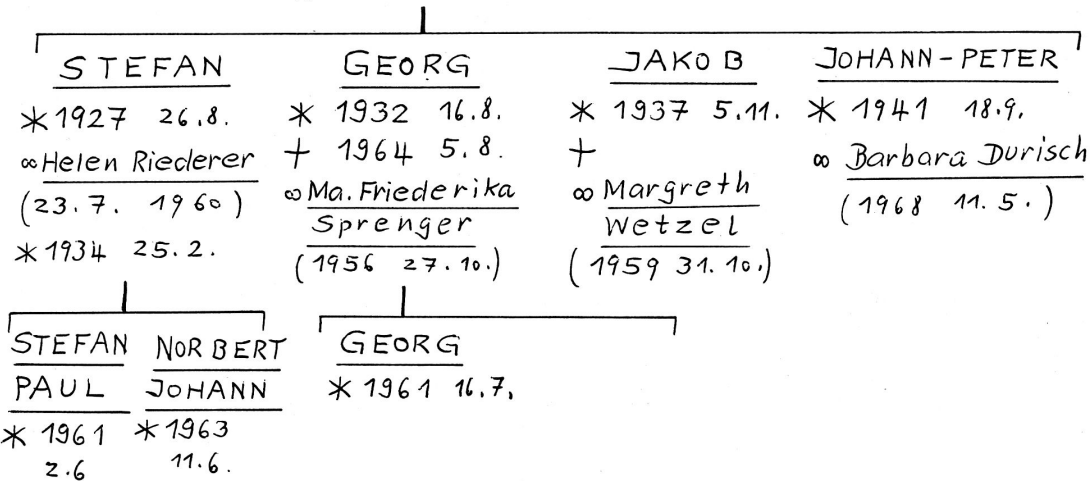 STEFAN
* 1927 26.8.
∞ Helen Riederer
(23.7. 1960)
* 1934 25.2.
GEORG
* 1932 16.8.
+ 1964 5.8.
∞ Ma. Friederika
Sprenger
(1956 27.10.)
JAKOB
* 1937 5.11.
+
∞ Margreth
Wetzel
(1959 31.10.)
JOHANN-PETER
* 1941 18.9.
∞ Barbara Durisch
(1968 11.5.)
STEFAN
PAUL
* 1961
2.6
NORBERT
JOHANN
* 1963
11.6.
GEORG
* 1961 16.7.